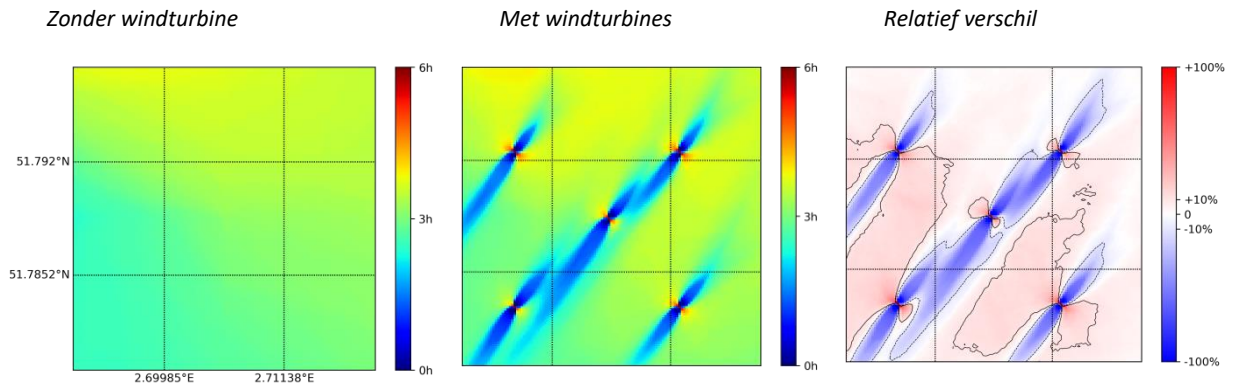 Zonder windturbine
Met windturbines
Relatief verschil
6h
3h
0h
51.792°N
51.7852°N
2.69985°E
2.71138°E
6h
3h
0h
+100%
+10%
0
-10%
-100%